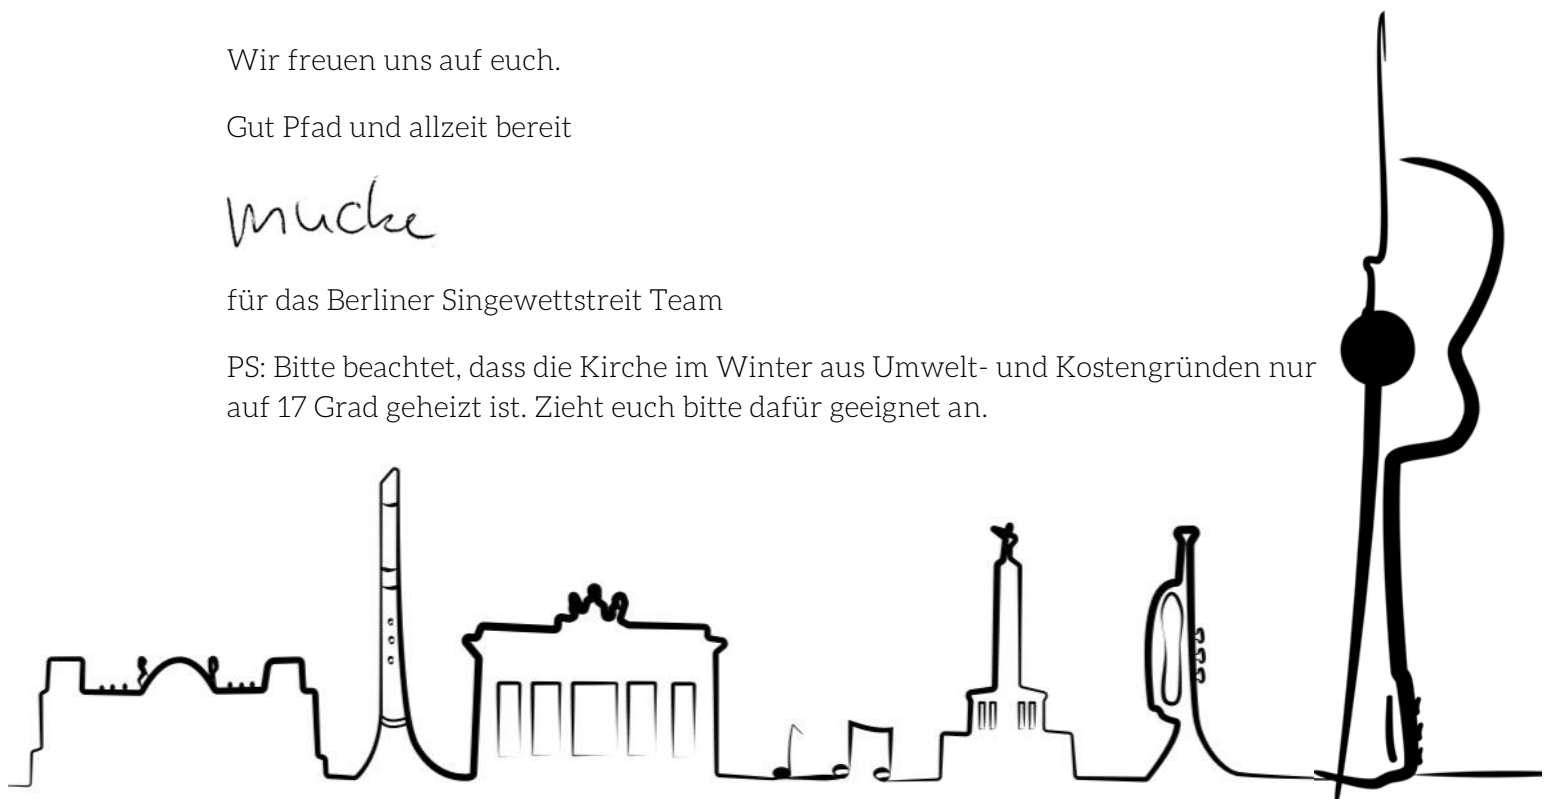 Wir freuen uns auf euch.
Gut Pfad und allzeit bereit
mucke
für das Berliner Singewettstreit Team
PS: Bitte beachtet, dass die Kirche im Winter aus Umwelt- und Kostengründen nur
auf 17 Grad geheizt ist. Zieht euch bitte dafür geeignet an.